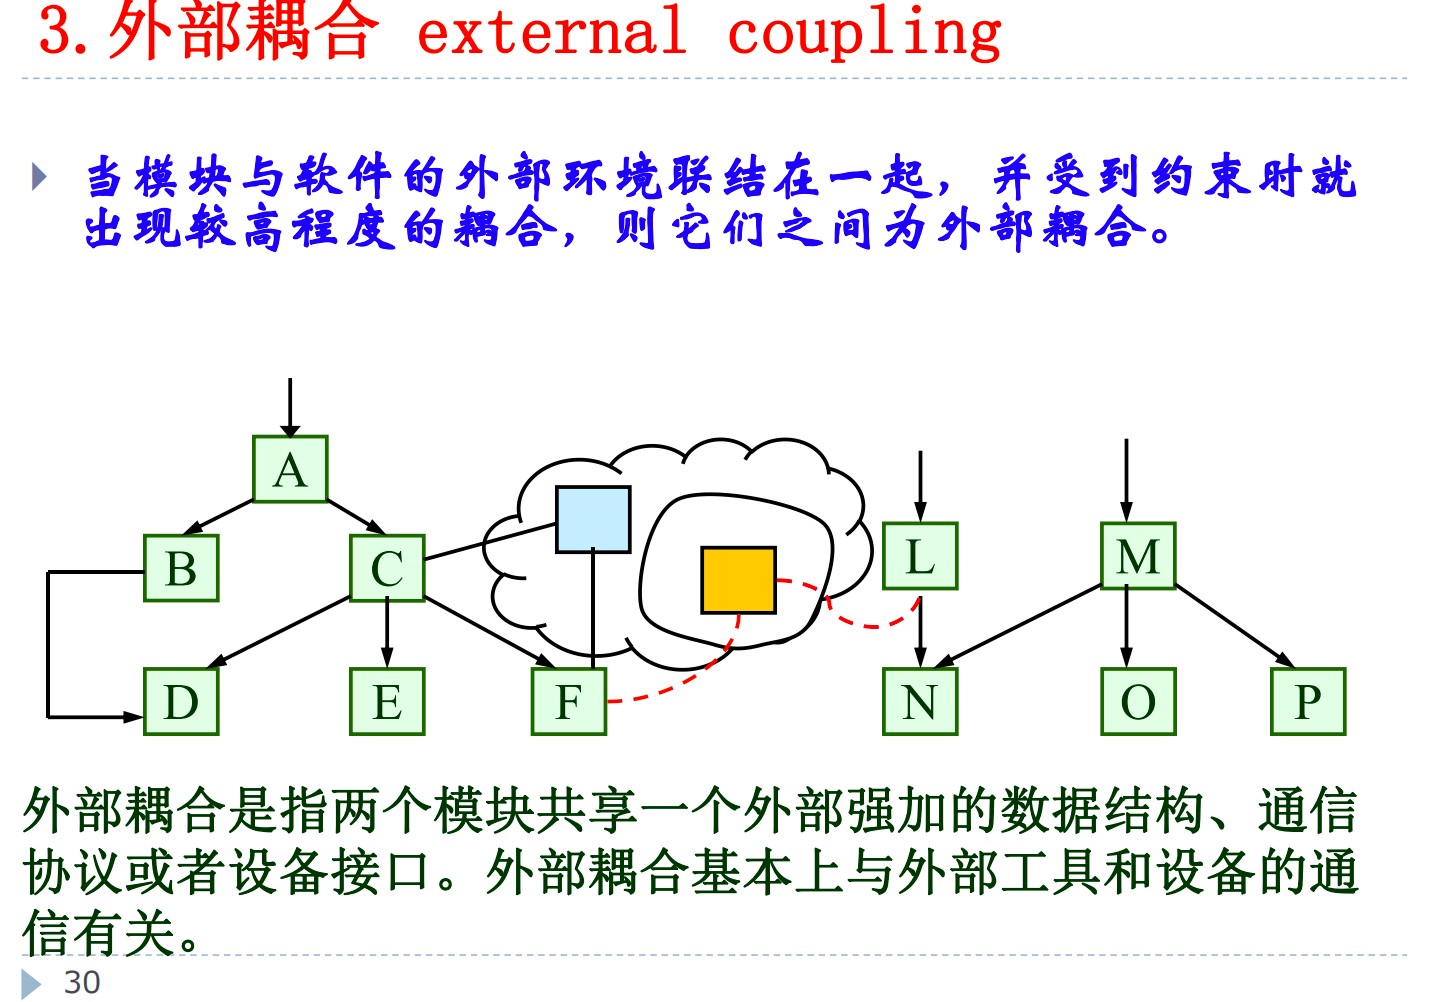 3.外部耦合 external coupling
当模块与软件的外部环境联结在一起，并受到约束时就
出现较高程度的耦合，则它们之间为外部耦合。
A
B
C
L
M
D
E
F
N
O
P
外部耦合是指两个模块共享一个外部强加的数据结构、通信
协议或者设备接口。外部耦合基本上与外部工具和设备的通
信有关。
30